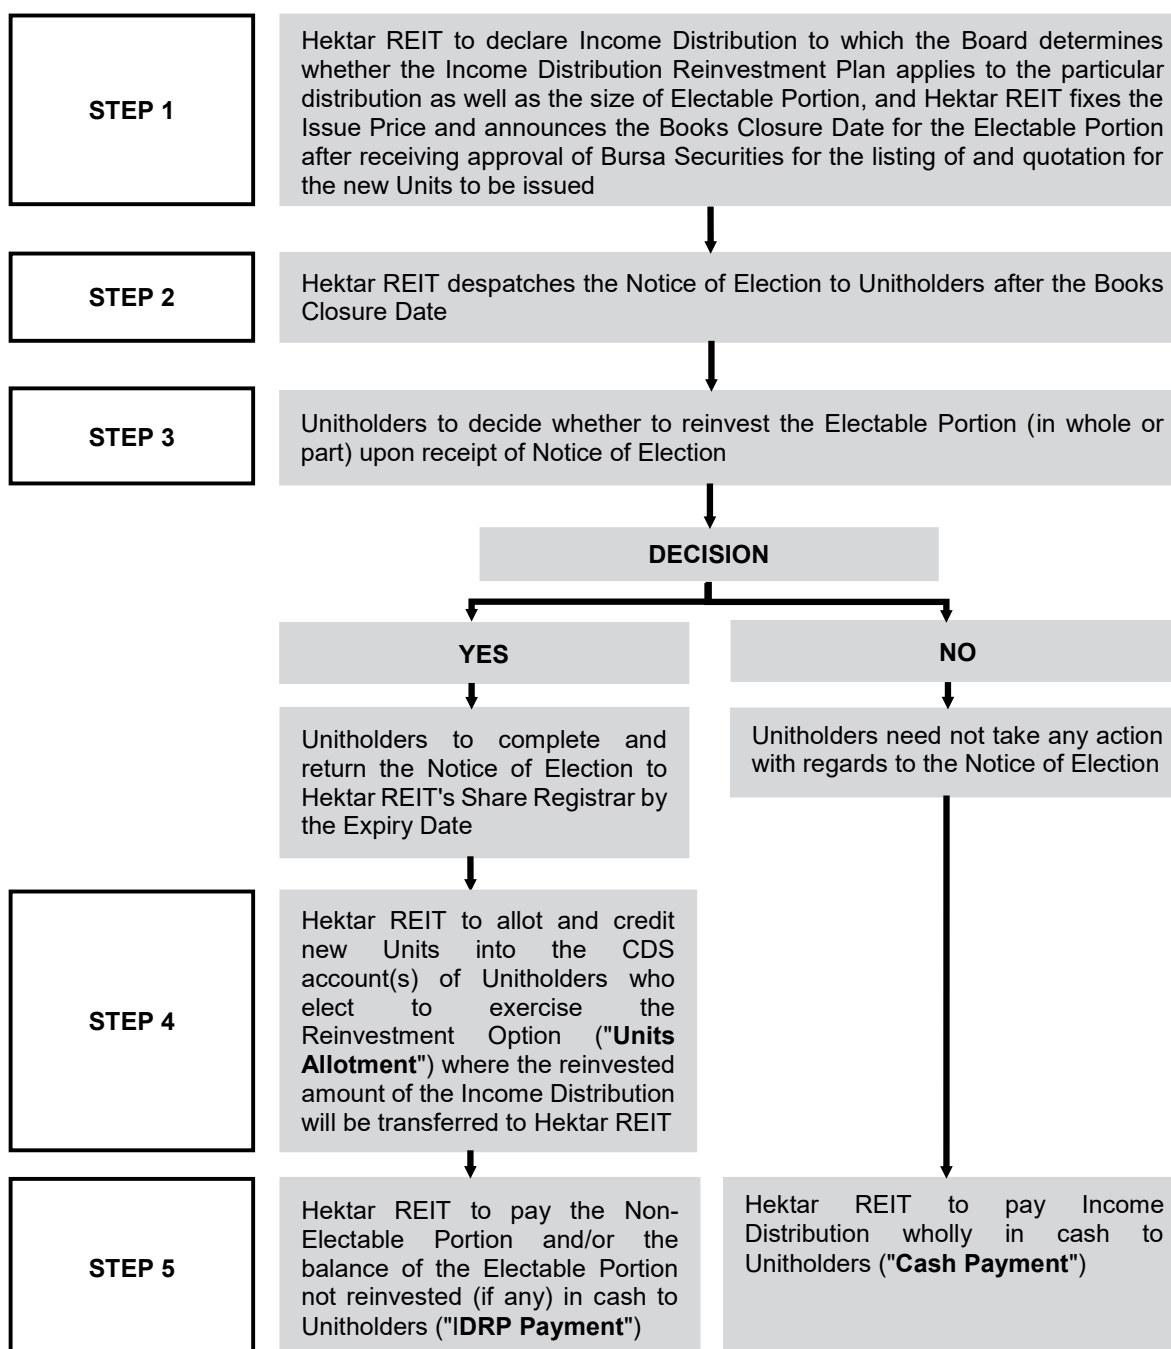 STEP 1
Hektar REIT to declare Income Distribution to which the Board determines
whether the Income Distribution Reinvestment Plan applies to the particular
distribution as well as the size of Electable Portion, and Hektar REIT fixes the
Issue Price and announces the Books Closure Date for the Electable Portion
after receiving approval of Bursa Securities for the listing of and quotation for
the new Units to be issued
STEP 2
Hektar REIT despatches the Notice of Election to Unitholders after the Books
Closure Date
STEP 3
Unitholders to decide whether to reinvest the Electable Portion (in whole or
part) upon receipt of Notice of Election
DECISION
YES
NO
Unitholders to complete and
return the Notice of Election to
Hektar REIT's Share Registrar by
the Expiry Date
Unitholders need not take any action
with regards to the Notice of Election
STEP 4
Hektar REIT to allot and credit
new Units into the CDS
account(s) of Unitholders who
elect to exercise the
Reinvestment Option ("Units
Allotment") where the reinvested
amount of the Income Distribution
will be transferred to Hektar REIT
STEP 5
Hektar REIT to pay the Non-
Electable Portion and/or the
balance of the Electable Portion
not reinvested (if any) in cash to
Unitholders ("IDRP Payment")
Hektar REIT to pay Income
Distribution wholly in cash to
Unitholders ("Cash Payment")